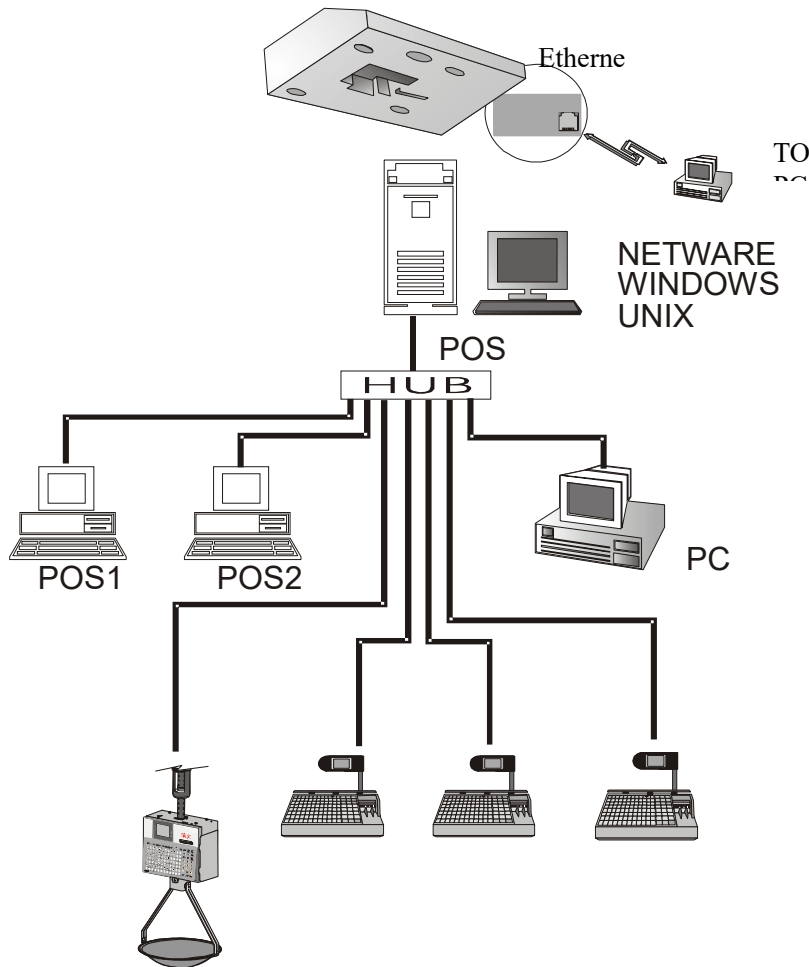 Etherne
TO
NETWARE
WINDOWS
UNIX
POS
HUB
POS1
POS2
PC